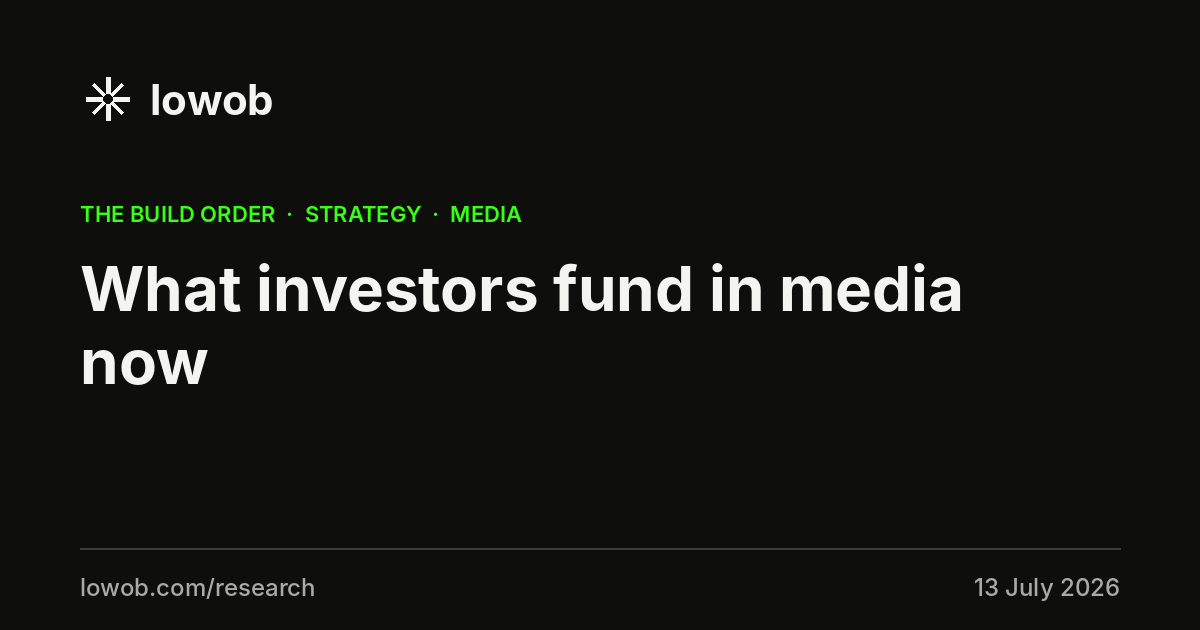 lowob
THE BUILD ORDER · STRATEGY · MEDIA
What investors fund in media
now
lowob.com/research
13 July 2026